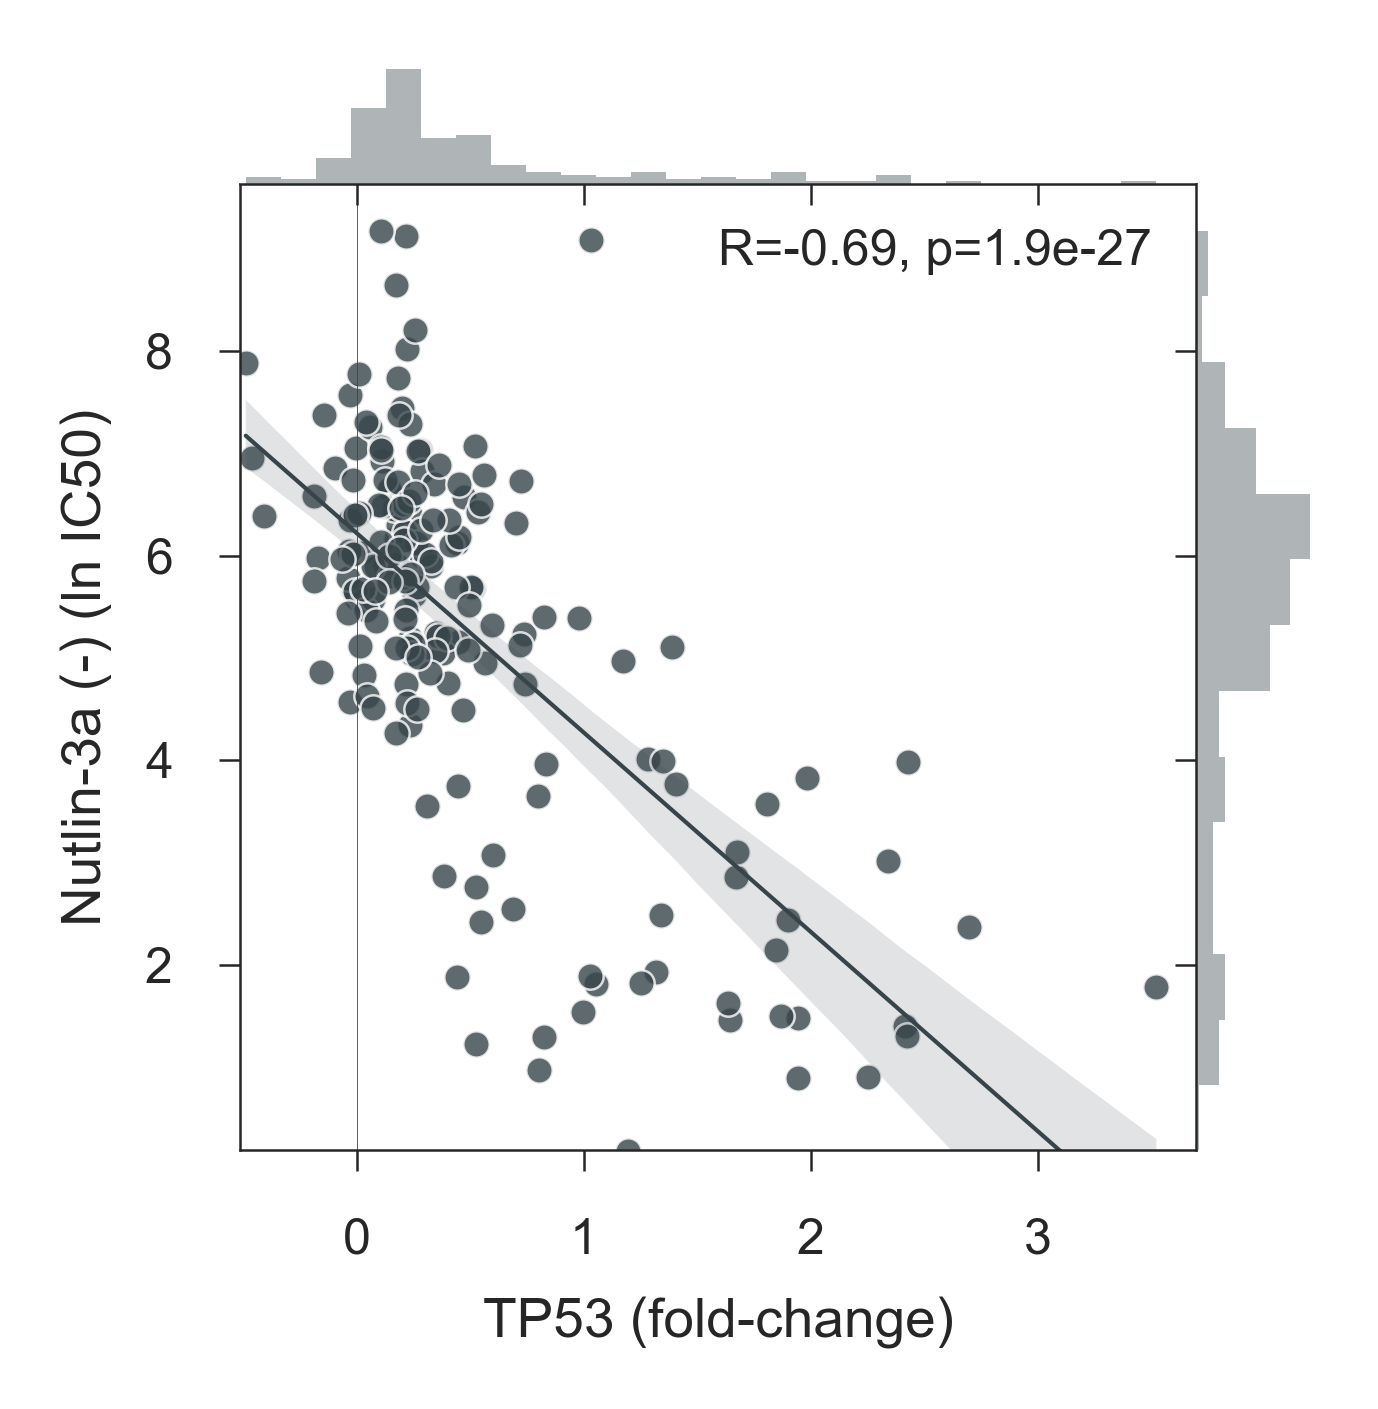 R=-0.69, p=1.9e-27
8
6
4
2
Nutlin-3a (-) (ln IC50)
0 1 2 3
TP53 (fold-change)